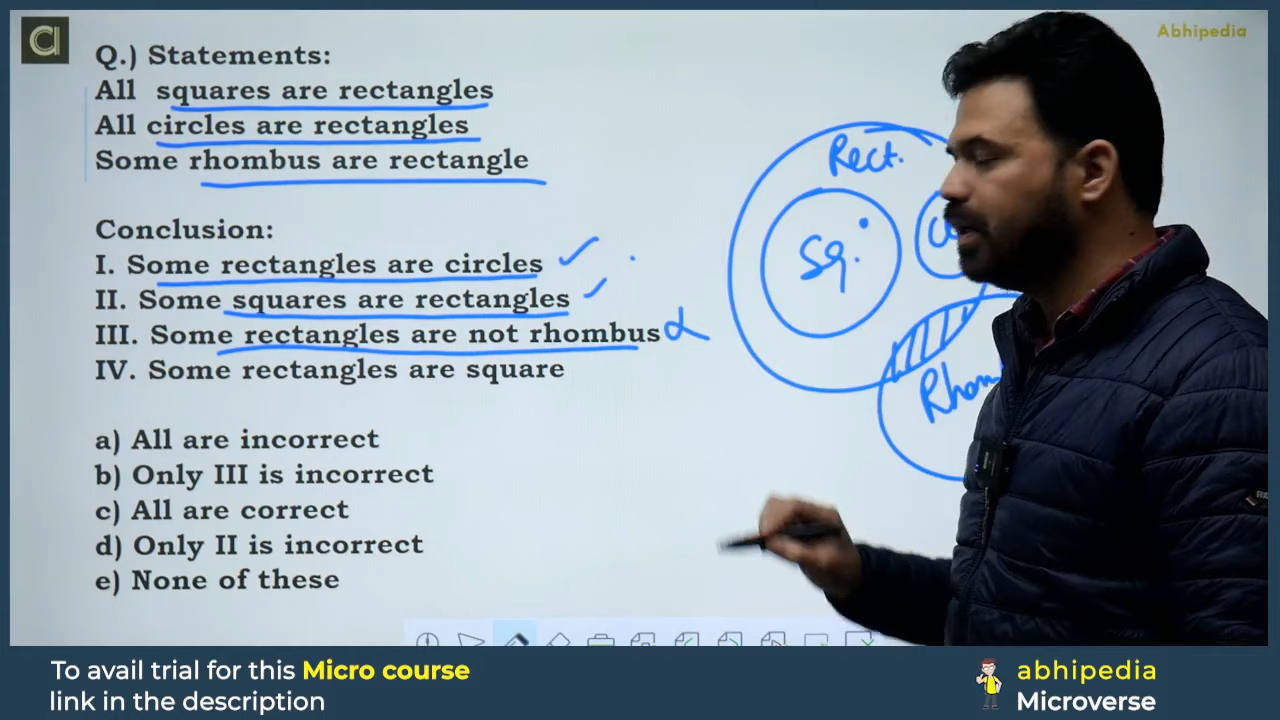 Abhipedia
Q.) Statements:
All squares are rectangles
All circles are rectangles
Some rhombus are rectangle
Conclusion:
I. Some rectangles are circles
II. Some squares are rectangles
III. Some rectangles are not rhombus
IV. Some rectangles are square
a) All are incorrect
b) Only III is incorrect
c) All are correct
d) Only II is incorrect
e) None of these
Rect.
Sq.
Rhom
To avail trial for this Micro course
link in the description
abhipedia
Microverse